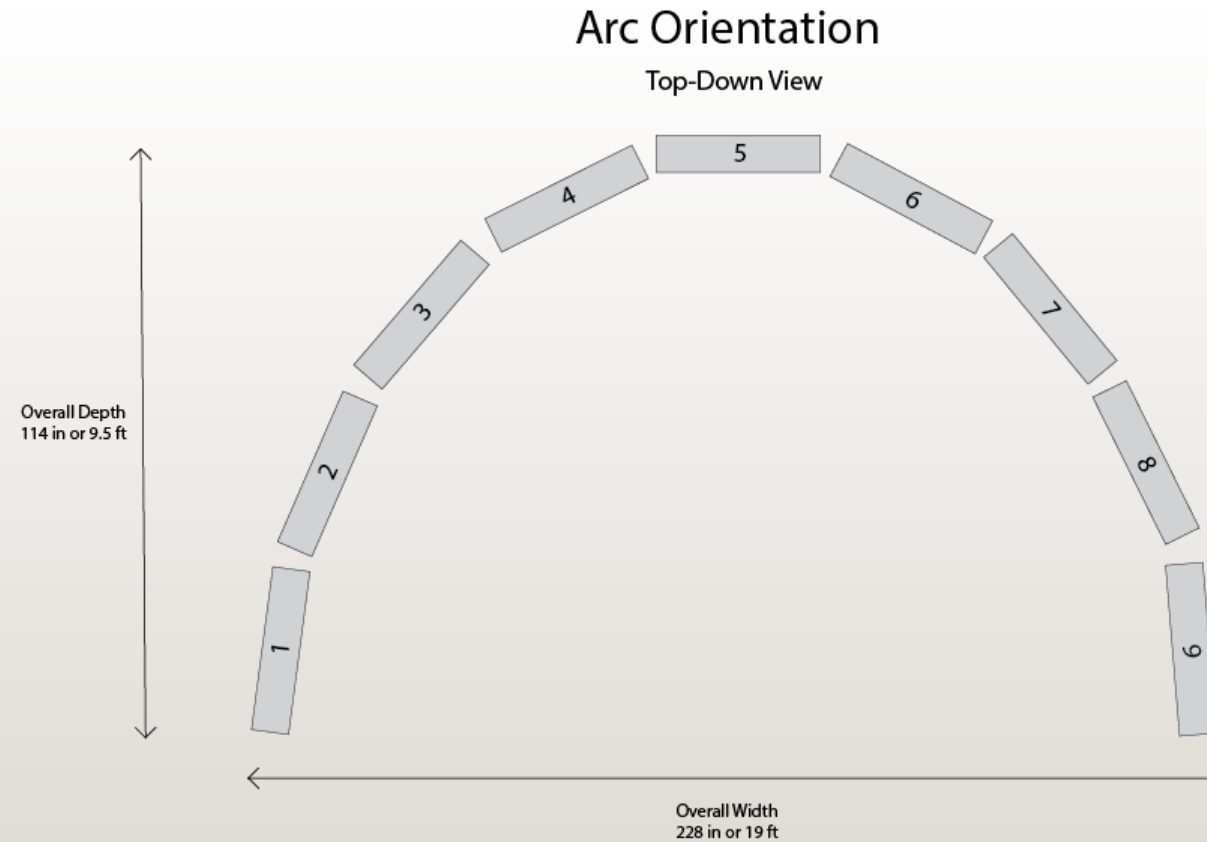 Arc Orientation
Top-Down View
5
4
6
3
7
Overall Depth
114 in or 9.5 ft
2
8
1
9
Overall Width
228 in or 19 ft